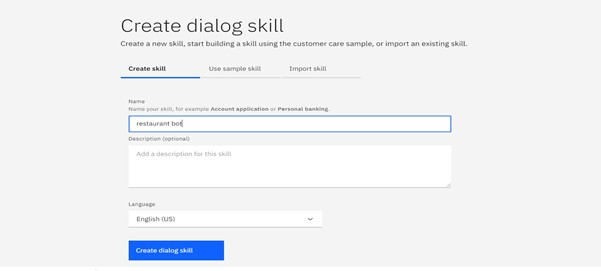 Create dialog skill
Create a new skill, start building a skill using the customer care sample, or import an existing skill.
Create skill Use sample skill Import skill
Name
Name your skill, for example Account application or Personal banking.
restaurant bot
Description (optional)
Add a description for this skill
Language
English (US)
Create dialog skill